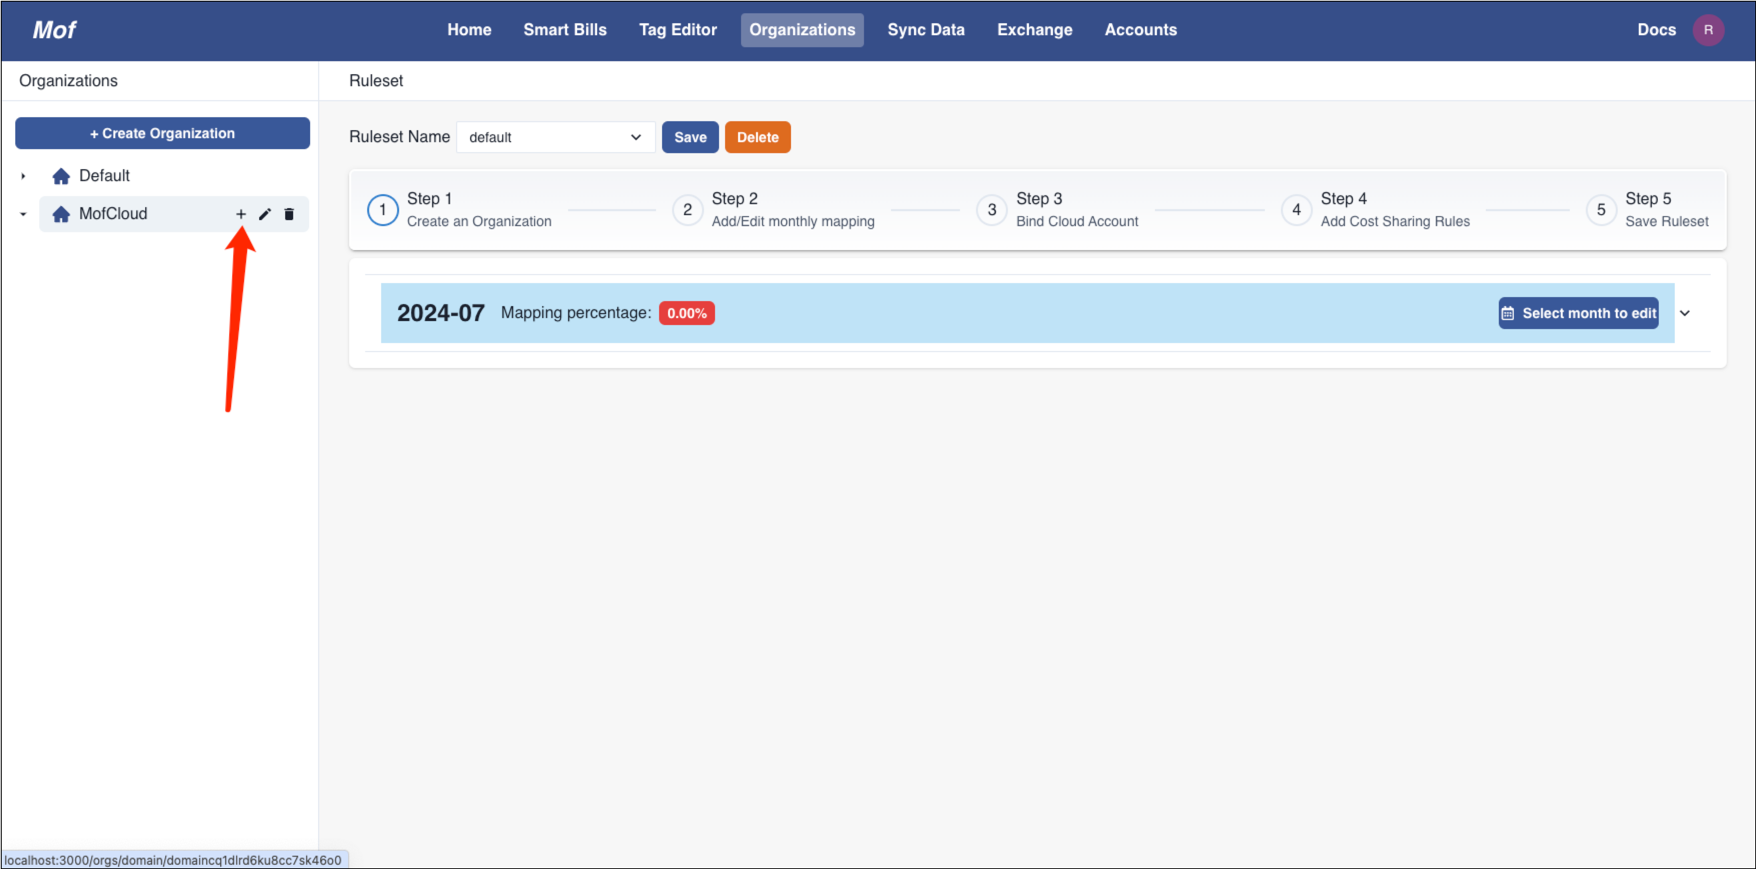 Mof
Home Smart Bills Tag Editor Organizations Sync Data Exchange Accounts
Docs R
Organizations
Ruleset
+ Create Organization
Default
MofCloud
Ruleset Name default Save Delete
1 Step 1
Create an Organization
2 Step 2
Add/Edit monthly mapping
3 Step 3
Bind Cloud Account
4 Step 4
Add Cost Sharing Rules
5 Step 5
Save Ruleset
2024-07 Mapping percentage: 0.00% Select month to edit
localhost:3000/orgs/domain/domaincq1dlrd6ku8cc7sk46o0